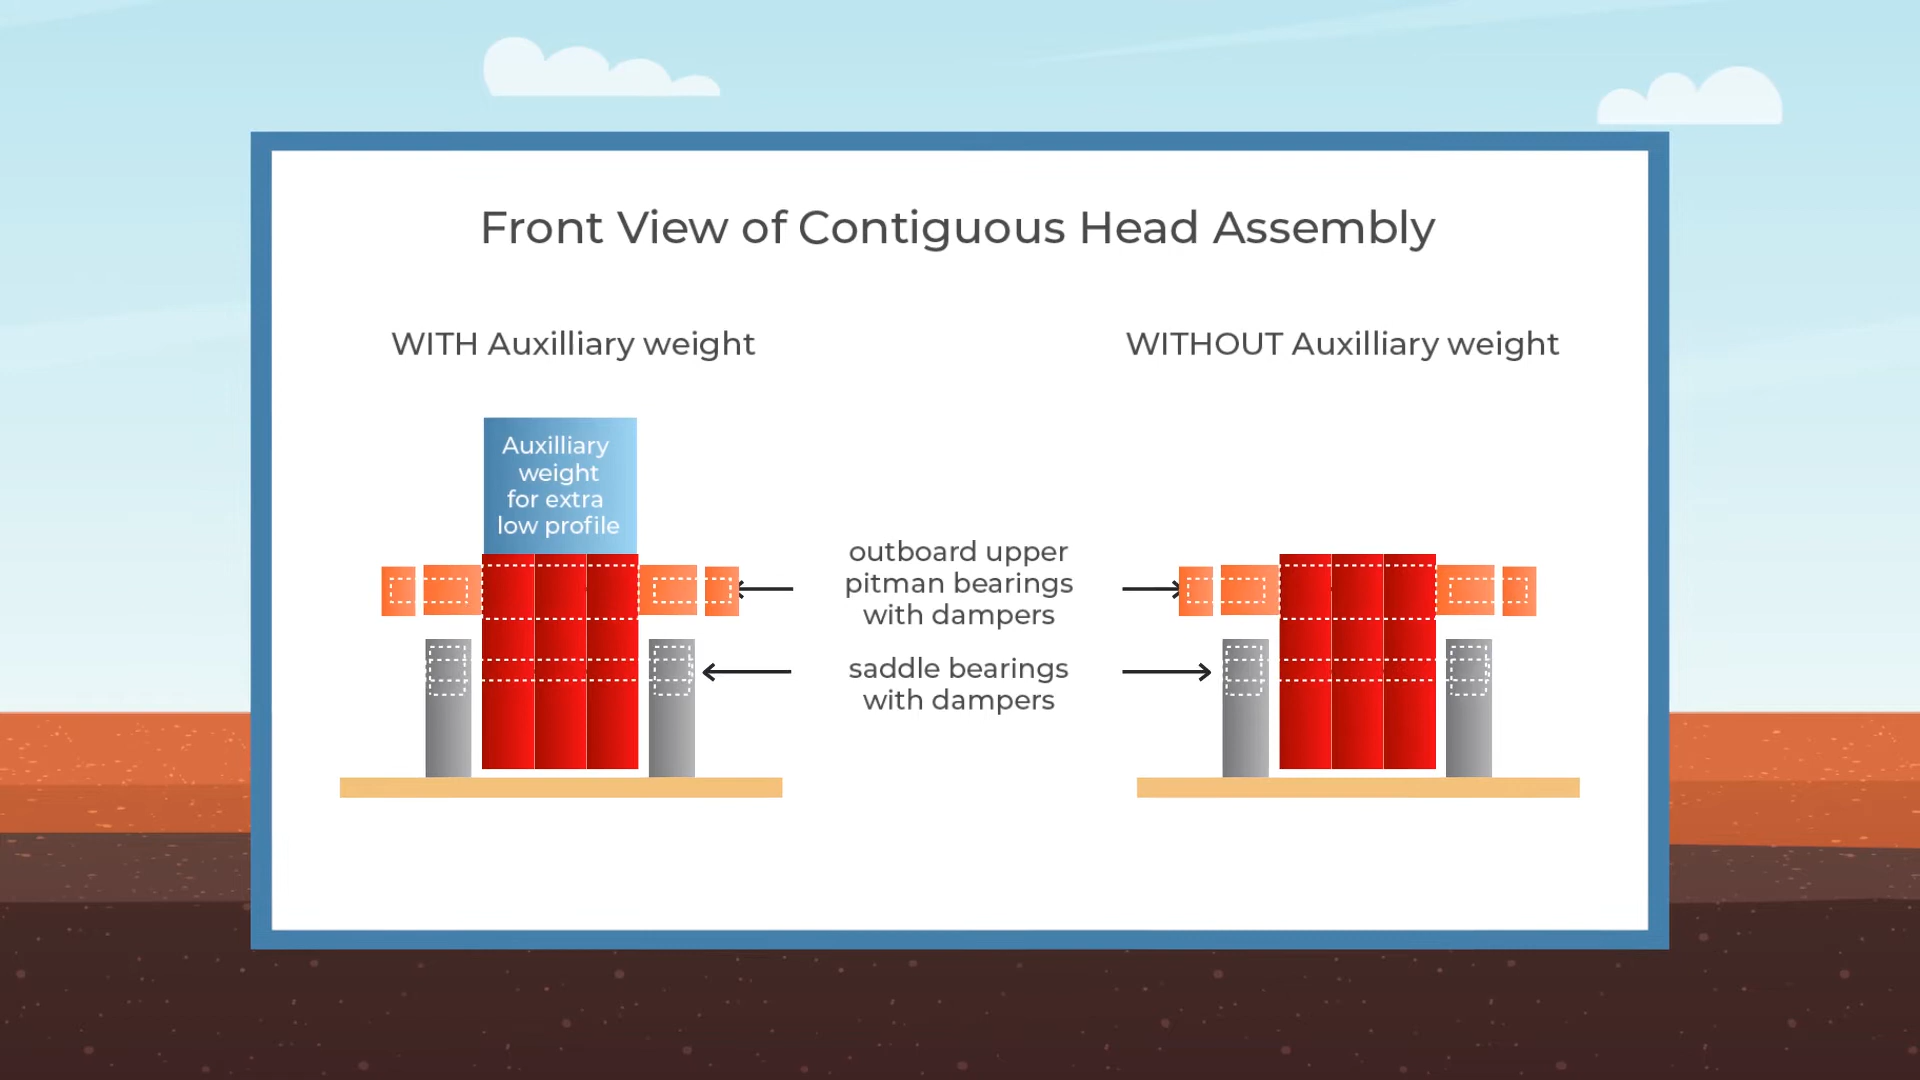 Front View of Contiguous Head Assembly
WITH Auxilliary weight
WITHOUT Auxilliary weight
Auxilliary
weight
for extra
low profile
outboard upper
pitman bearings
with dampers
saddle bearings
with dampers